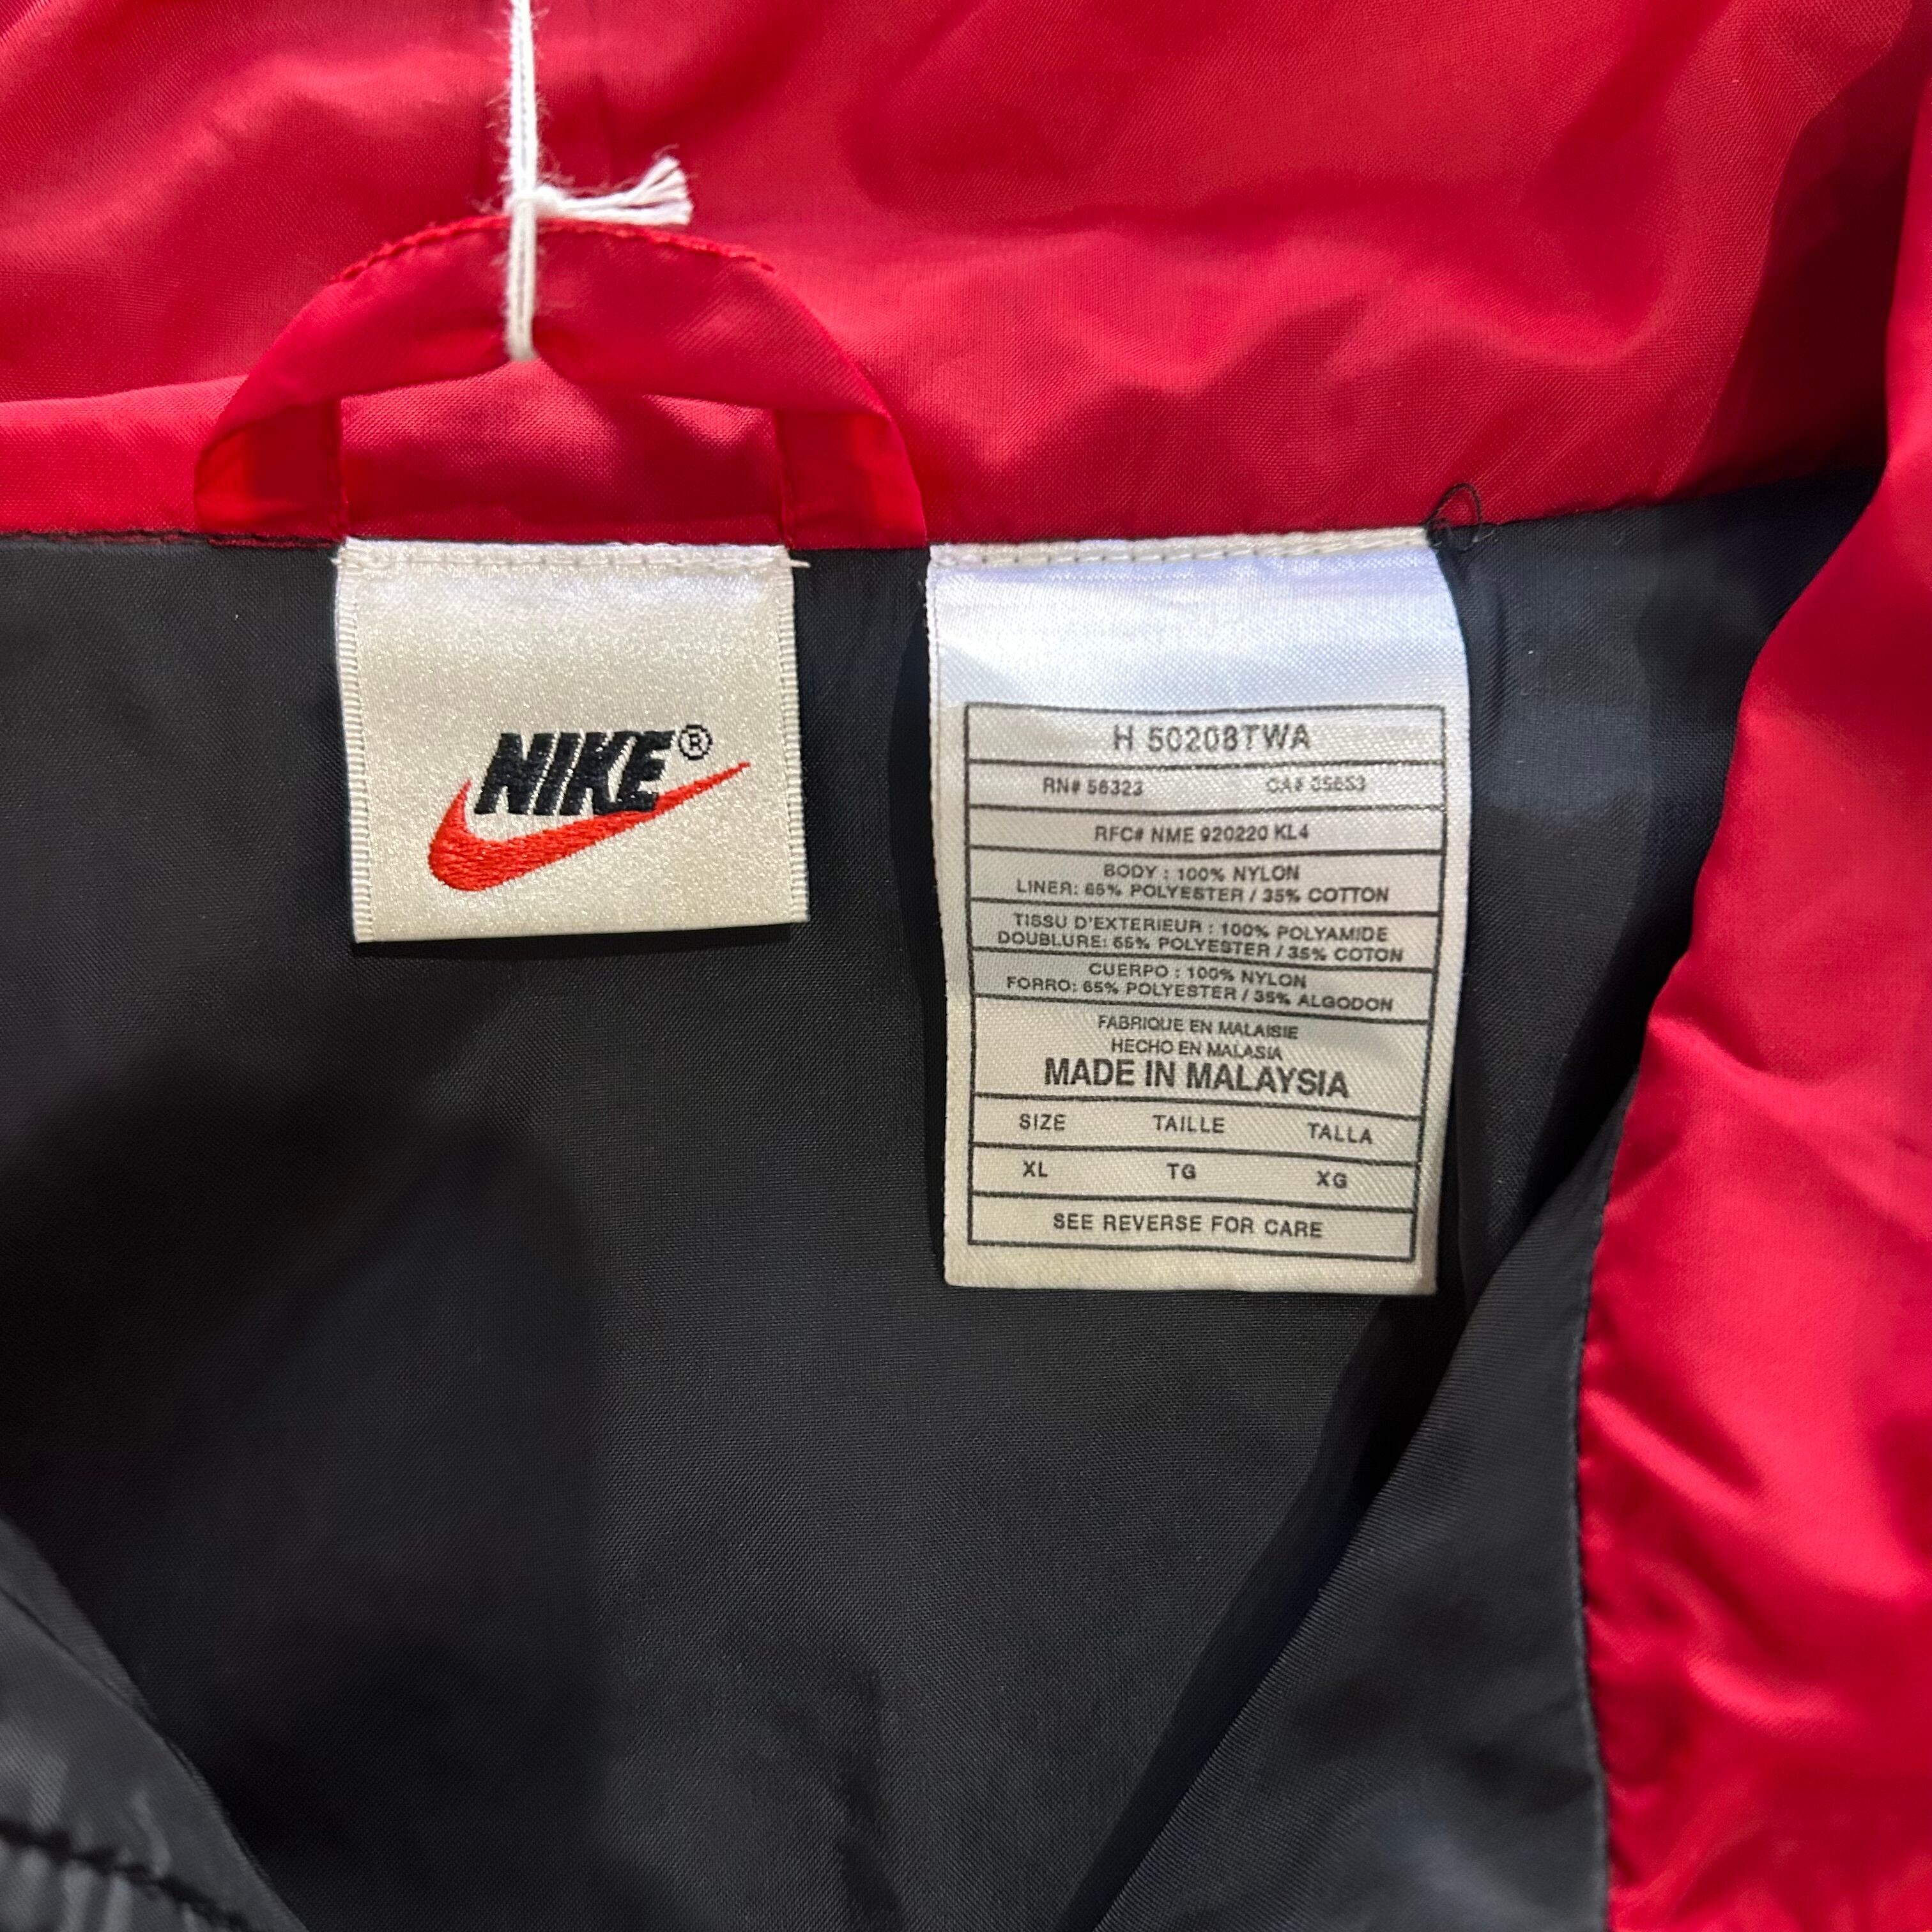 NIKE®
H 50208TWA
RN# 56323 CA# 05553
RFC# NME 920220 KL4
BODY : 100% NYLON
LINER: 65% POLYESTER / 35% COTTON
TISSU D'EXTERIEUR : 100% POLYAMIDE
DOUBLURE: 65% POLYESTER / 35% COTON
CUERPO : 100% NYLON
FORRO: 65% POLYESTER / 35% ALGODON
FABRIQUE EN MALAISIE
HECHO EN MALASIA
MADE IN MALAYSIA
SIZE TAILLE TALLA
XL TG XG
SEE REVERSE FOR CARE